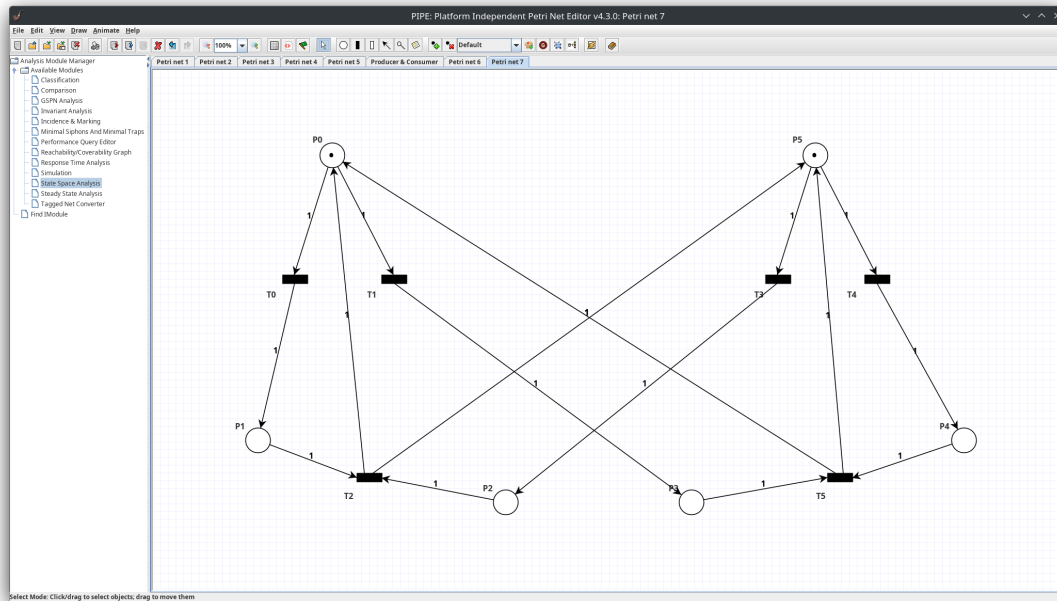 PIPE: Platform Independent Petri Net Editor v4.3.0: Petri net 7
File Edit View Draw Animate Help
100%
Default
Analysis Module Manager
Available Modules
Classification
Comparison
GSPN Analysis
Invariant Analysis
Incidence & Marking
Minimal Siphons And Minimal Traps
Performance Query Editor
Reachability/Coverability Graph
Response Time Analysis
Simulation
State Space Analysis
Steady State Analysis
Tagged Net Converter
Find IModule
Petri net 1 Petri net 2 Petri net 3 Petri net 4 Petri net 5 Producer & Consumer Petri net 6 Petri net 7
P0 P5
1 1 1 1
T0 T1 T3 T4
1 1 1
1 1
1 1
P1 P4
1 1
1 1
P2 P3
T2 T5
Select Mode: Click/drag to select objects; drag to move them